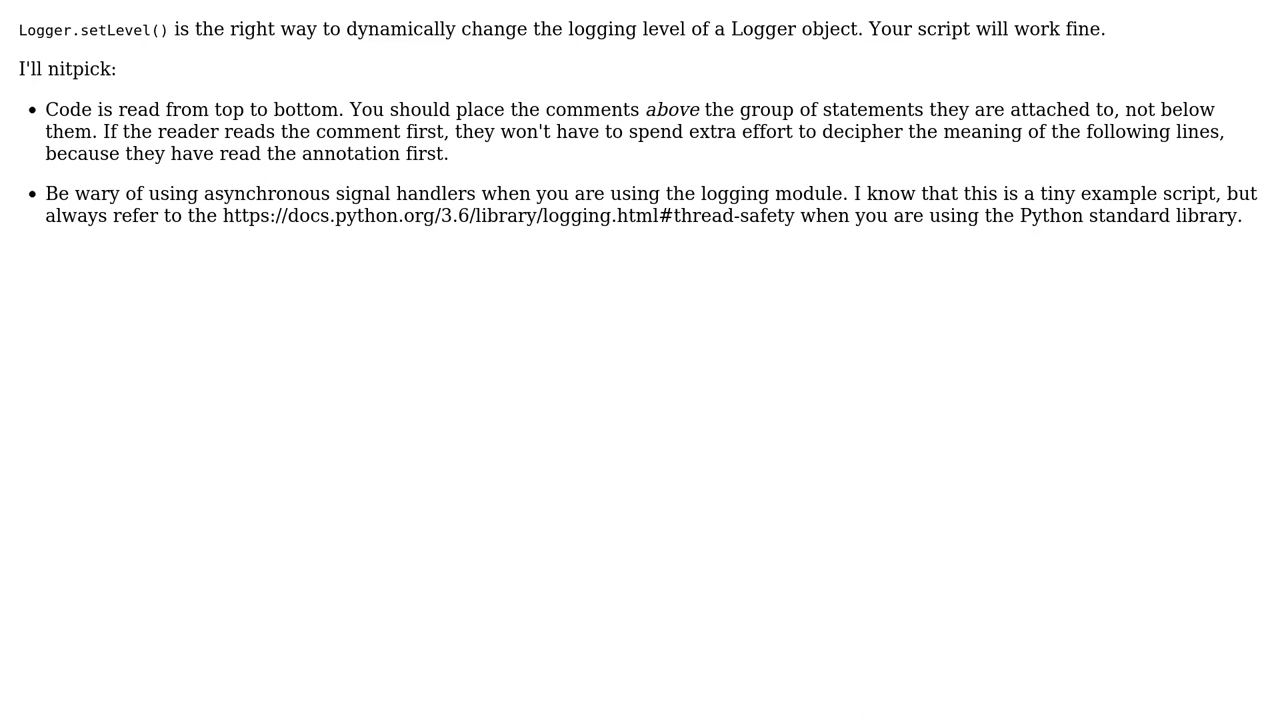 Logger.setLevel() is the right way to dynamically change the logging level of a Logger object. Your script will work fine.
I'll nitpick:
• Code is read from top to bottom. You should place the comments above the group of statements they are attached to, not below
them. If the reader reads the comment first, they won't have to spend extra effort to decipher the meaning of the following lines,
because they have read the annotation first.
• Be wary of using asynchronous signal handlers when you are using the logging module. I know that this is a tiny example script, but
always refer to the https://docs.python.org/3.6/library/logging.html#thread-safety when you are using the Python standard library.